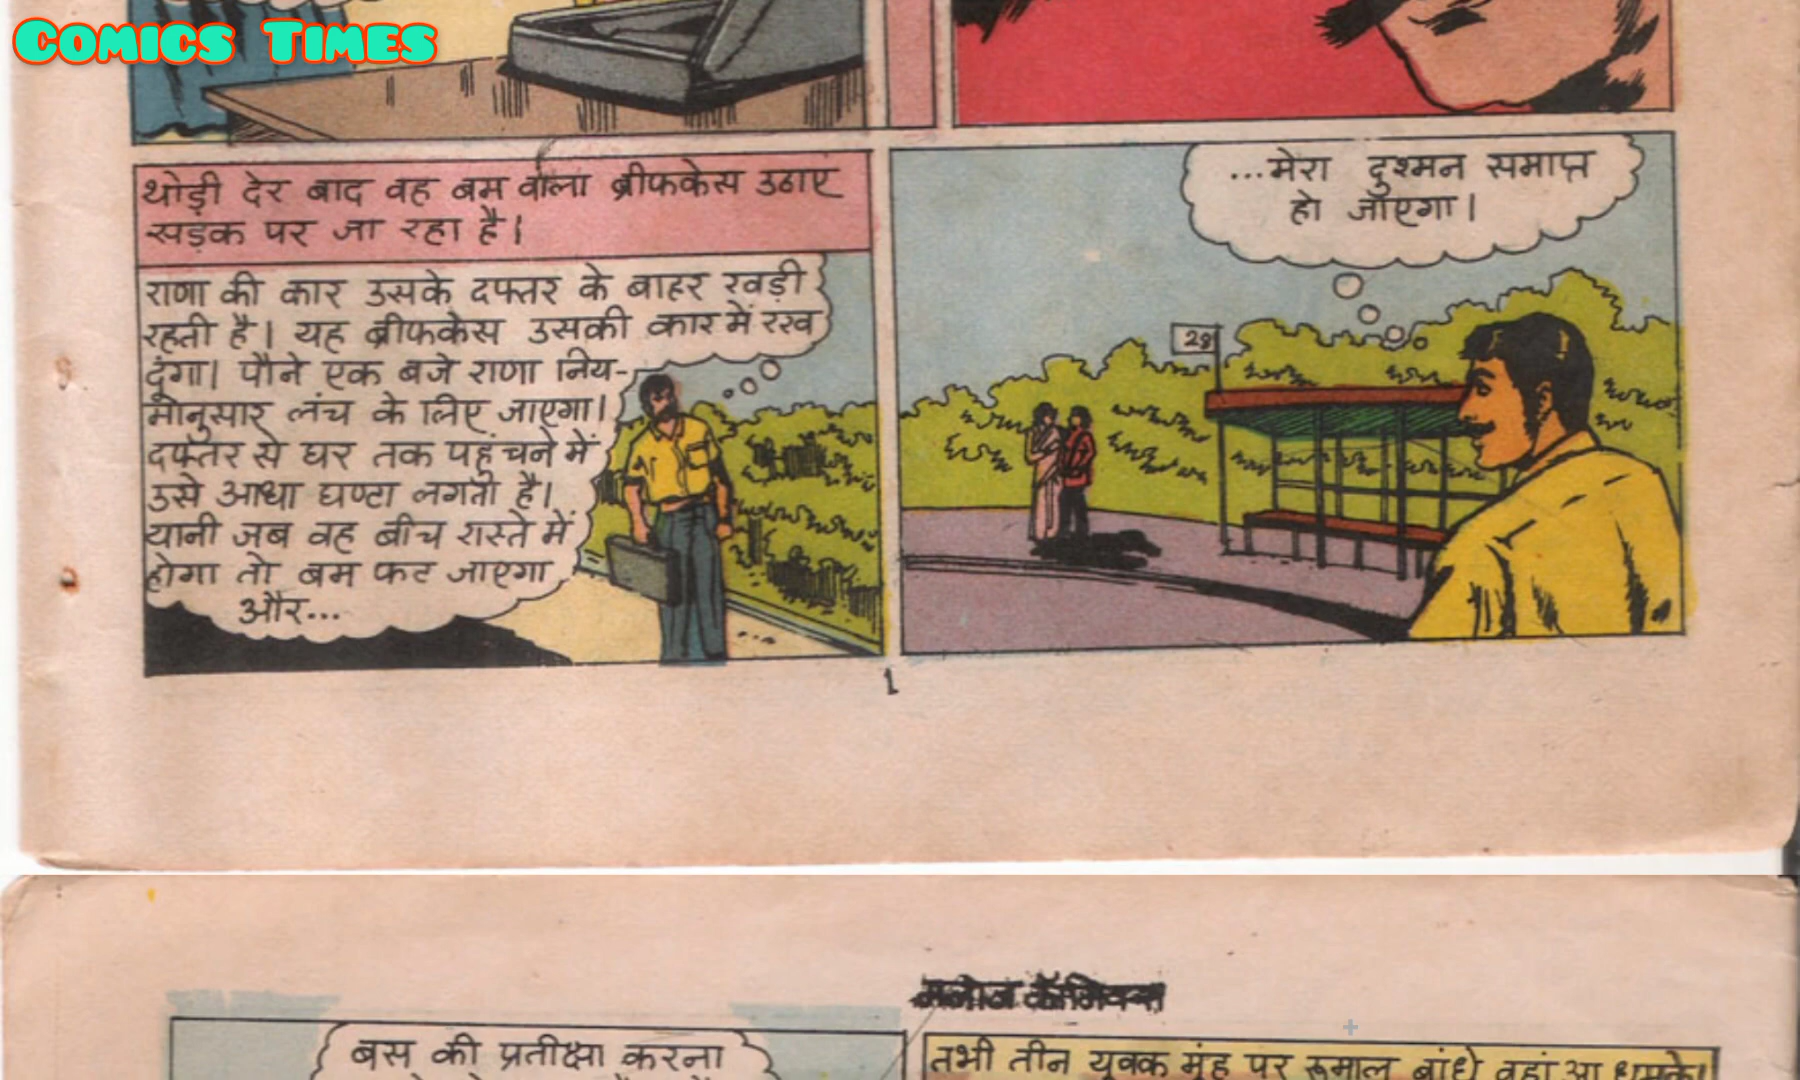 COMICS TIMES
थोड़ी देर बाद वह बम वाला ब्रीफकेस उठाए
सड़क पर जा रहा है।
राणा की कार उसके दफ्तर के बाहर खड़ी
रहती है। यह ब्रीफकेस उसकी कार में रख
दूंगा। पौने एक बजे राणा निय-
मानुसार लंच के लिए जाएगा।
दफ्तर से घर तक पहुंचने में
उसे आधा घण्टा लगता है।
यानी जब वह बीच रास्ते में
होगा तो बम फट जाएगा
और...
...मेरा दुश्मन समाप्त
हो जाएगा।
28
1
मनोज कॉमिक्स
बस की प्रतीक्षा करना
तभी तीन युवक मुंह पर रूमाल बांधे वहां आ धमके।